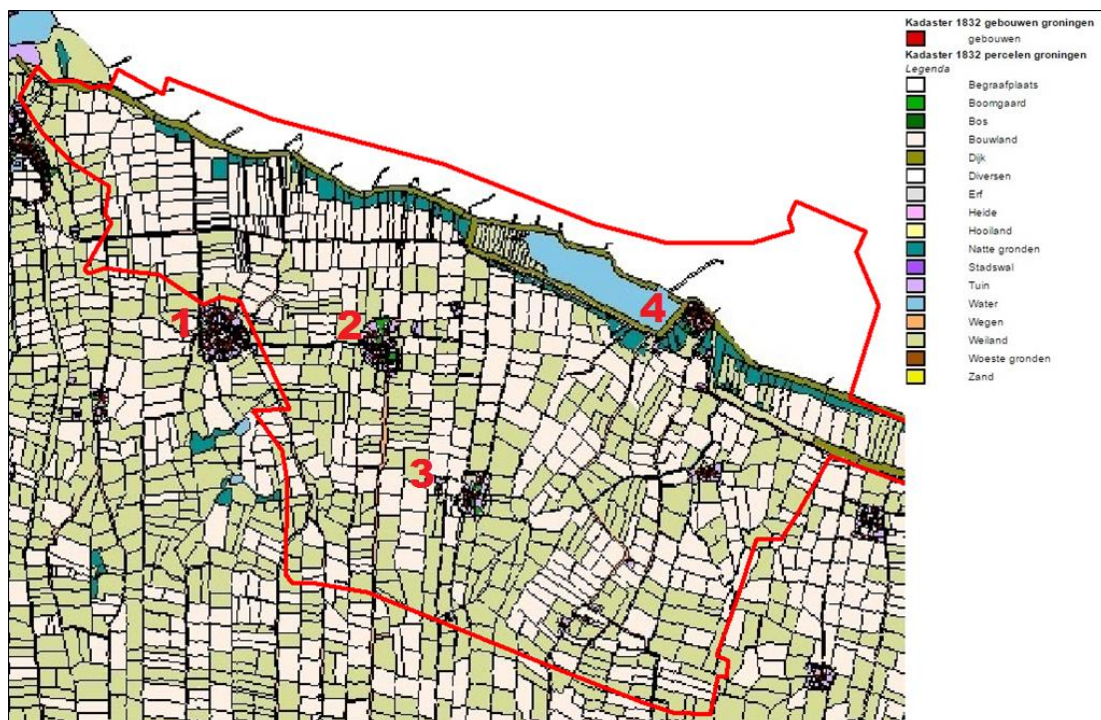 Kadaster 1832 gebouwen groningen
gebouwen
Kadaster 1832 percelen groningen
Legenda
Begraafplaats
Boomgaard
Bos
Bouwland
Dijk
Diversen
Erf
Heide
Hooiland
Natte gronden
Stadswal
Tuin
Water
Wegen
Weiland
Woeste gronden
Zand
1
2
3
4